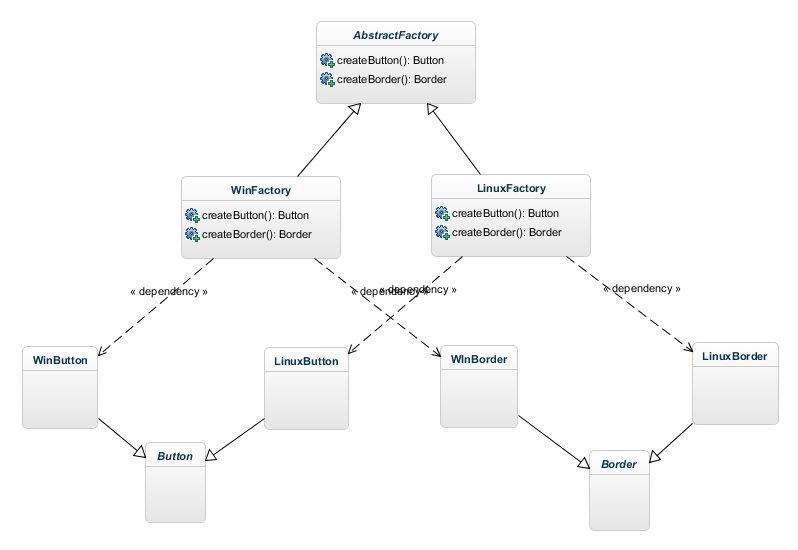 AbstractFactory
createButton(): Button
createBorder(): Border
WinFactory
createButton(): Button
createBorder(): Border
LinuxFactory
createButton(): Button
createBorder(): Border
« dependency »
« dependency »
« dependency »
« dependency »
WinButton
LinuxButton
WInBorder
LinuxBorder
Button
Border